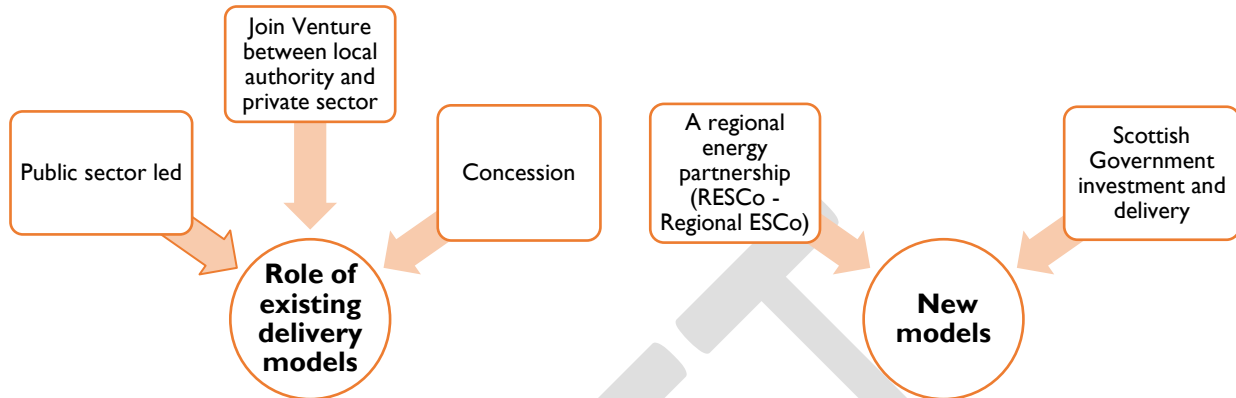 Public sector led
Join Venture
between local
authority and
private sector
Concession
Role of
existing
delivery
models
A regional
energy
partnership
(RESCo -
Regional ESCo)
Scottish
Government
investment and
delivery
New
models